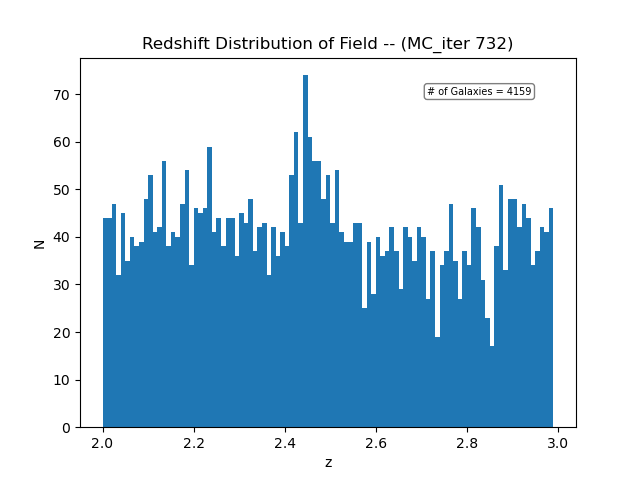 Redshift Distribution of Field -- (MC_iter 732)
# of Galaxies = 4159
70
60
50
40
30
20
10
0
N
2.0 2.2 2.4 2.6 2.8 3.0
z